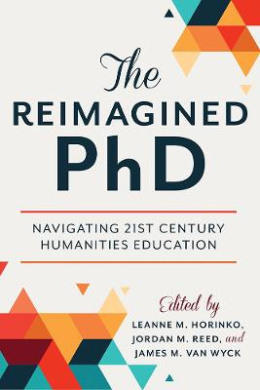 The
REIMAGINED
PhD
NAVIGATING 21ST CENTURY
HUMANITIES EDUCATION
Edited by
LEANNE M. HORINKO,
JORDAN M. REED, and
JAMES M. VAN WYCK